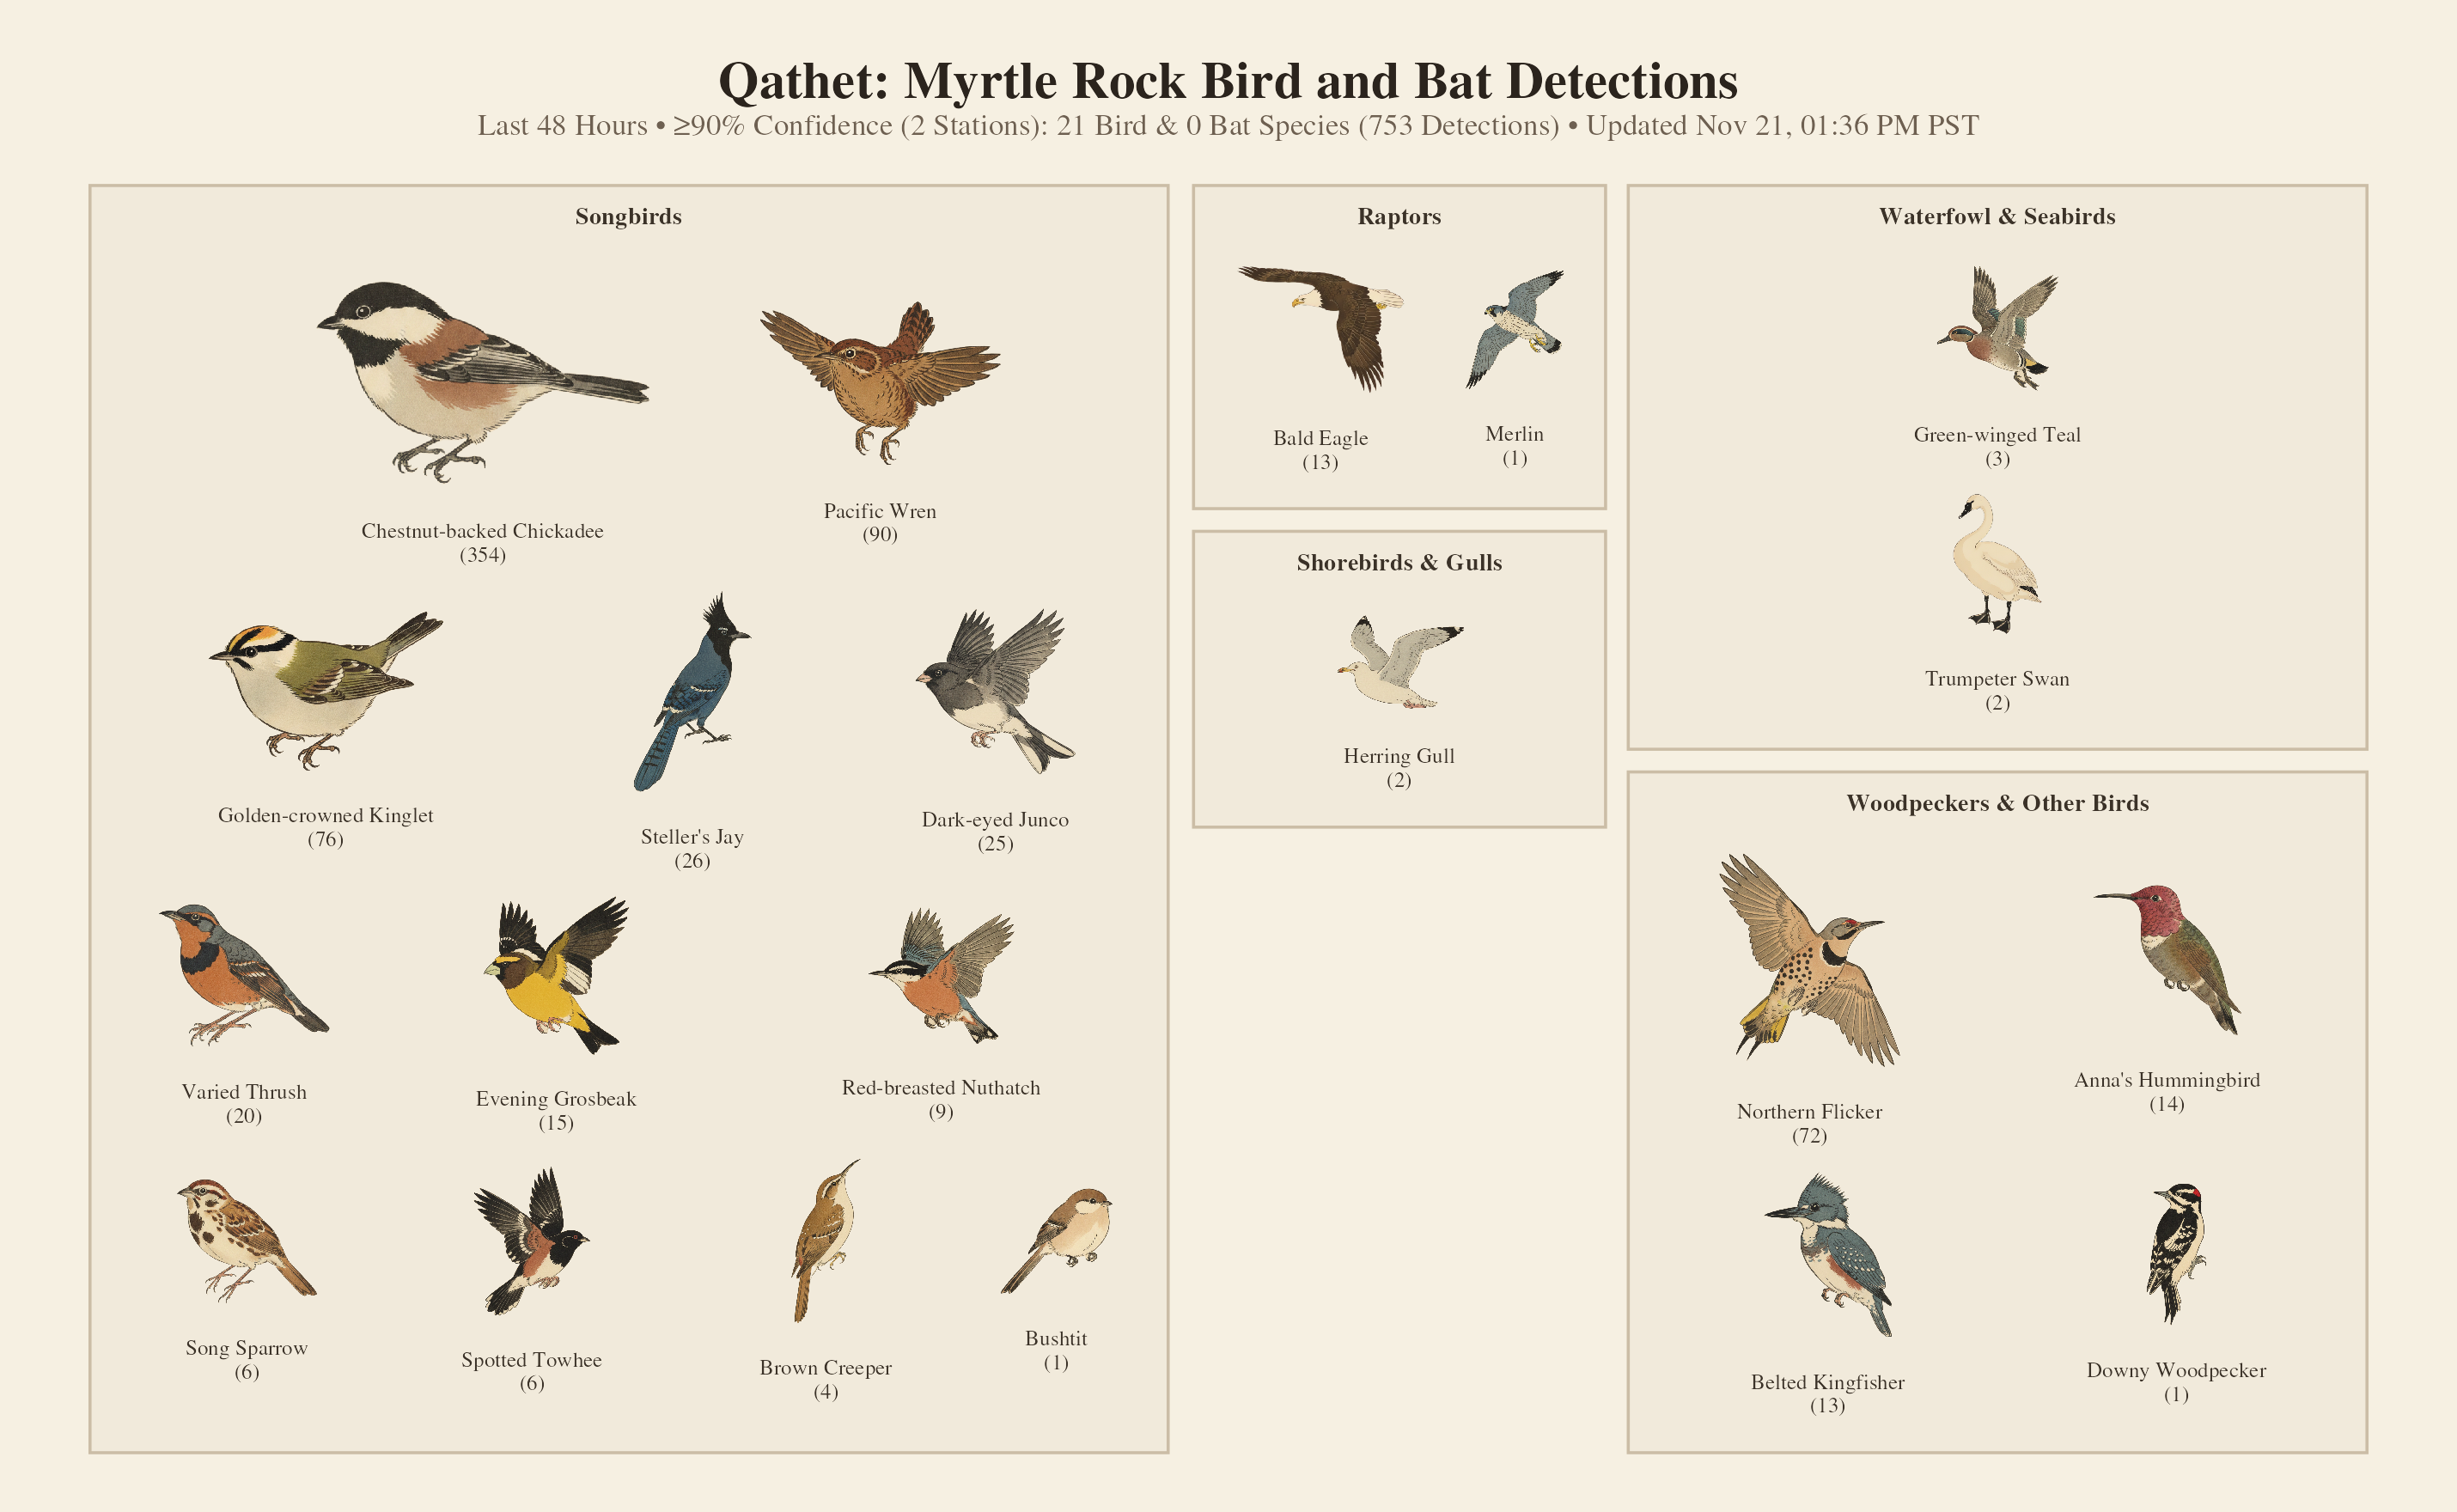 Qathet: Myrtle Rock Bird and Bat Detections
Last 48 Hours • ≥90% Confidence (2 Stations): 21 Bird & 0 Bat Species (753 Detections) • Updated Nov 21, 01:36 PM PST
Songbirds
Chestnut-backed Chickadee
(354)
Pacific Wren
(90)
Golden-crowned Kinglet
(76)
Steller's Jay
(26)
Dark-eyed Junco
(25)
Varied Thrush
(20)
Evening Grosbeak
(15)
Red-breasted Nuthatch
(9)
Song Sparrow
(6)
Spotted Towhee
(6)
Brown Creeper
(4)
Bushtit
(1)
Raptors
Bald Eagle
(13)
Merlin
(1)
Shorebirds & Gulls
Herring Gull
(2)
Waterfowl & Seabirds
Green-winged Teal
(3)
Trumpeter Swan
(2)
Woodpeckers & Other Birds
Northern Flicker
(72)
Anna's Hummingbird
(14)
Belted Kingfisher
(13)
Downy Woodpecker
(1)